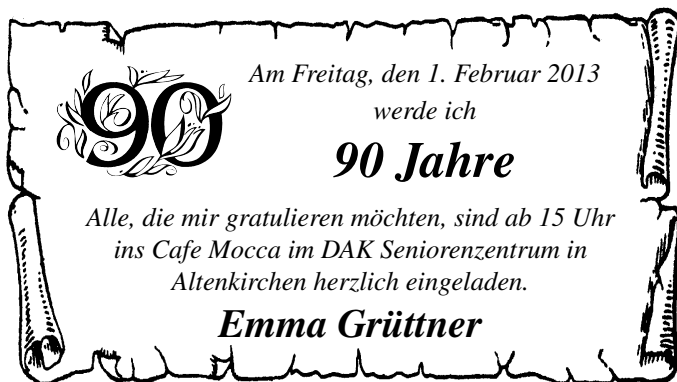 90
Am Freitag, den 1. Februar 2013
werde ich
90 Jahre
Alle, die mir gratulieren möchten, sind ab 15 Uhr
ins Cafe Mocca im DAK Seniorenzentrum in
Altenkirchen herzlich eingeladen.
Emma Grüttner